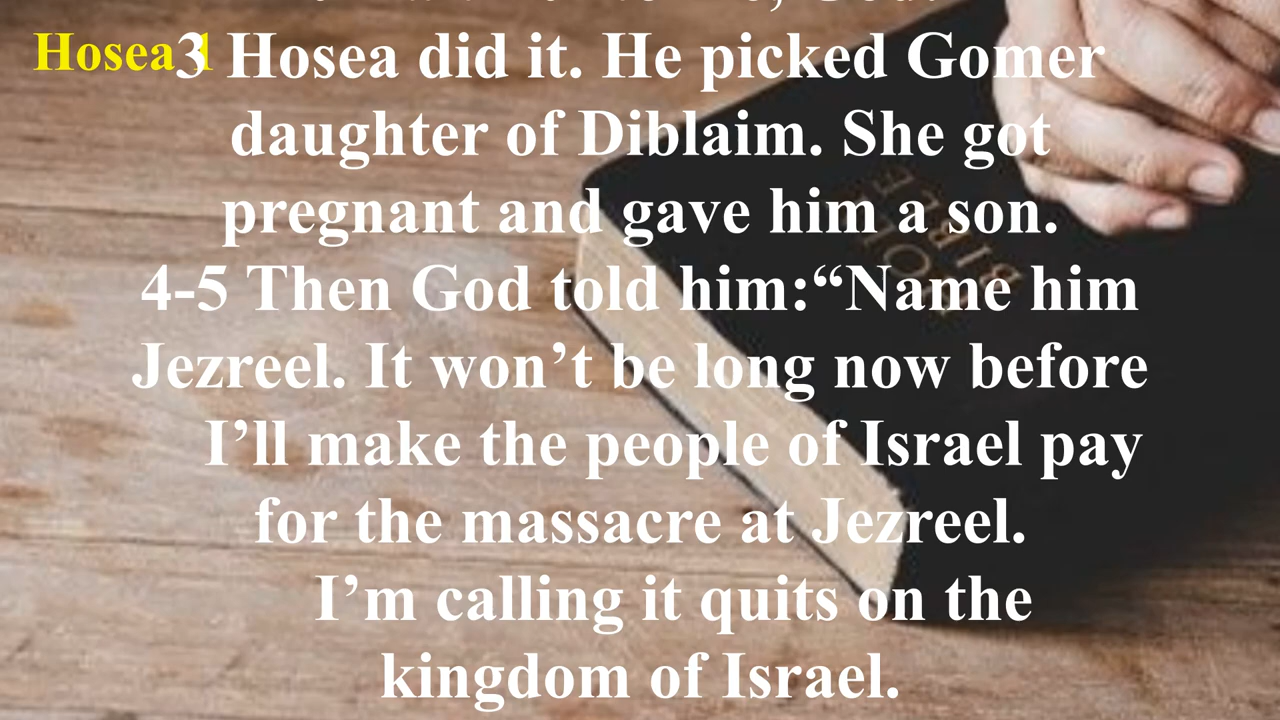 Hosea 1
3 Hosea did it. He picked Gomer
daughter of Diblaim. She got
pregnant and gave him a son.
4-5 Then God told him:“Name him
Jezreel. It won’t be long now before
I’ll make the people of Israel pay
for the massacre at Jezreel.
I’m calling it quits on the
kingdom of Israel.
HOLY
BIBLE